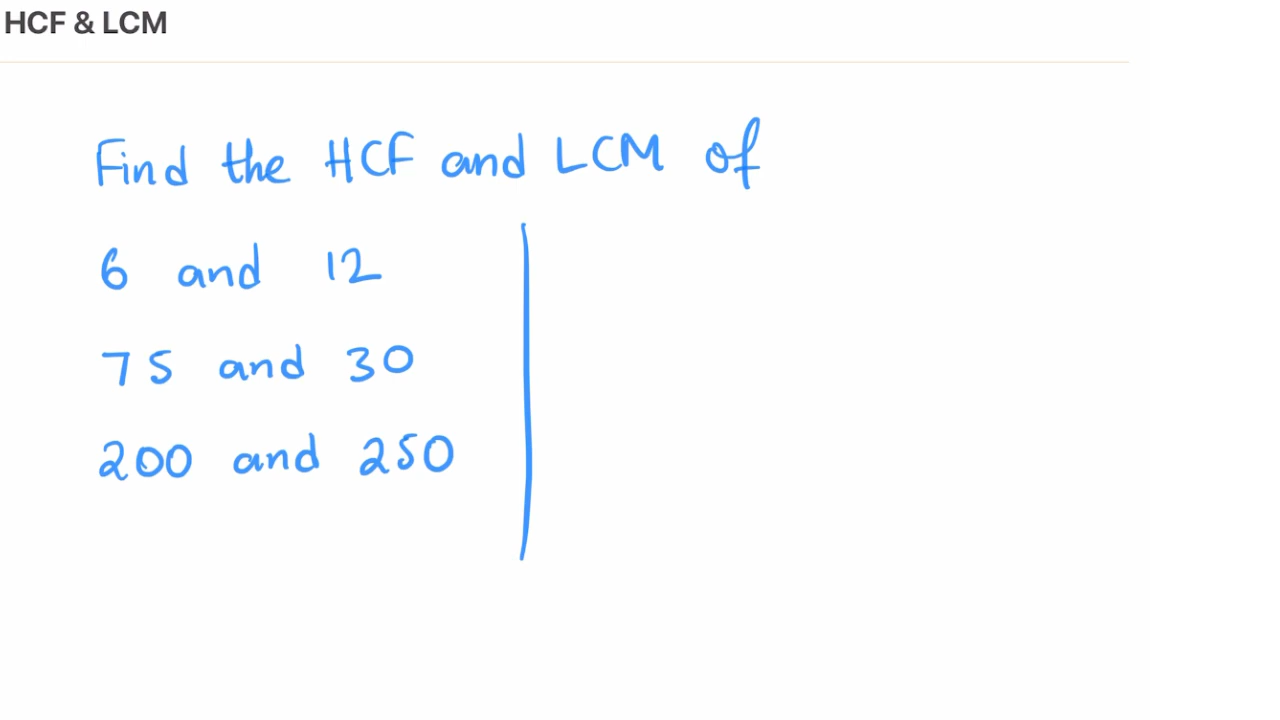 HCF & LCM
Find the HCF and LCM of
6 and 12
75 and 30
200 and 250